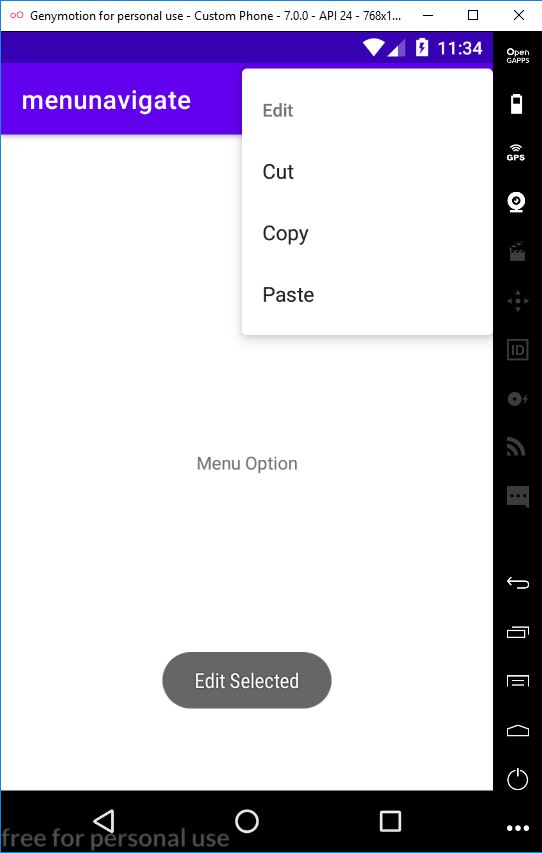 Genymotion for personal use - Custom Phone - 7.0.0 - API 24 - 768x1...
11:34
Open
GAPPS
menunavigate
Edit
Cut
Copy
Paste
GPS
ID
Menu Option
Edit Selected
free for personal use